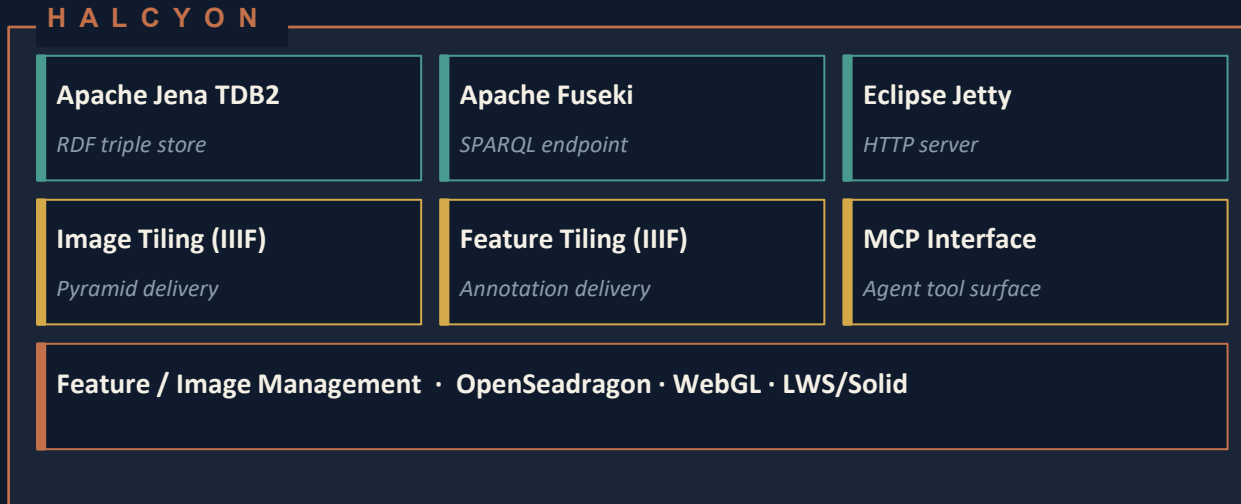 HALCYON
Apache Jena TDB2
RDF triple store
Apache Fuseki
SPARQL endpoint
Eclipse Jetty
HTTP server
Image Tiling (IIIF)
Pyramid delivery
Feature Tiling (IIIF)
Annotation delivery
MCP Interface
Agent tool surface
Feature / Image Management · OpenSeadragon · WebGL · LWS/Solid